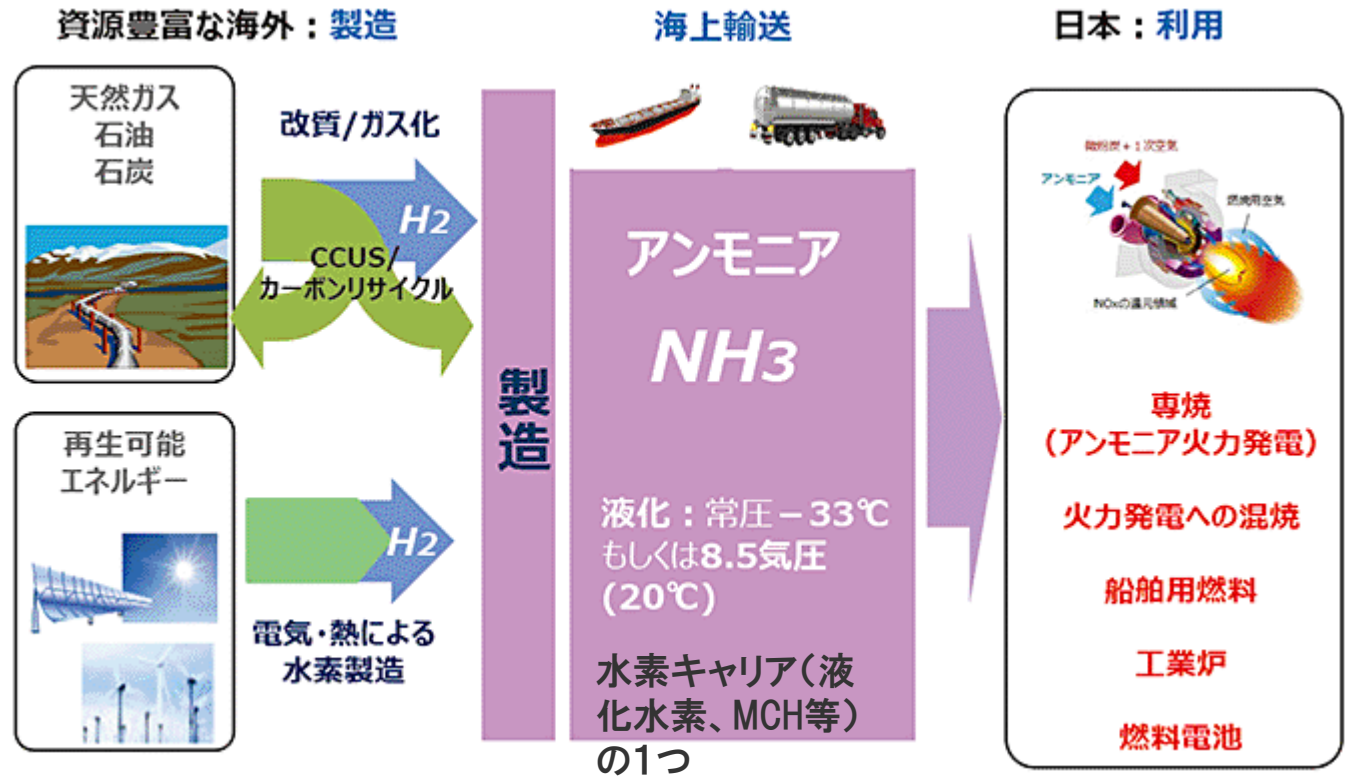 資源豊富な海外：製造
海上輸送
日本：利用
天然ガス
石油
石炭
改質/ガス化
H2
CCUS/
カーボンリサイクル
再生可能
エネルギー
H2
電気・熱による
水素製造
製造
アンモニア
NH3
液化：常圧－33℃
もしくは8.5気圧
(20℃)
水素キャリア（液
化水素、MCH等）
の1つ
微粉炭＋1次空気
アンモニア
燃焼用空気
NOxの還元領域
専焼
（アンモニア火力発電）
火力発電への混焼
船舶用燃料
工業炉
燃料電池